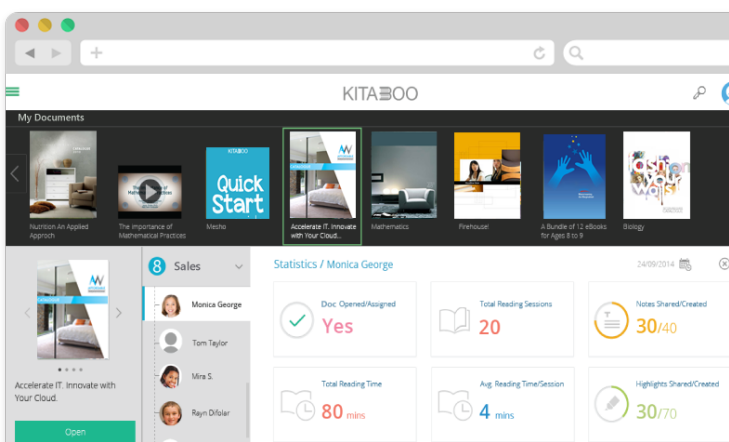 KITABOO
My Documents
KITABOO
Quick
Start
Nutrition An Applied
Approch
The Importance of
Mathematical Practices
Mesho
Accelerate IT. Innovate
with Your Cloud...
Mathematics
Firehouse!
A Bundle of 12 eBooks
for Ages 8 to 9
Biology
8 Sales
Statistics / Monica George
24/09/2014
Monica George
Tom Taylor
Mira S.
Rayn Difoler
Doc Opened/Assigned
Yes
Total Reading Sessions
20
Notes Shared/Created
30/40
Total Reading Time
80 mins
Avg. Reading Time/Session
4 mins
Highlights Shared/Created
30/70
Accelerate IT. Innovate with
Your Cloud.
Open